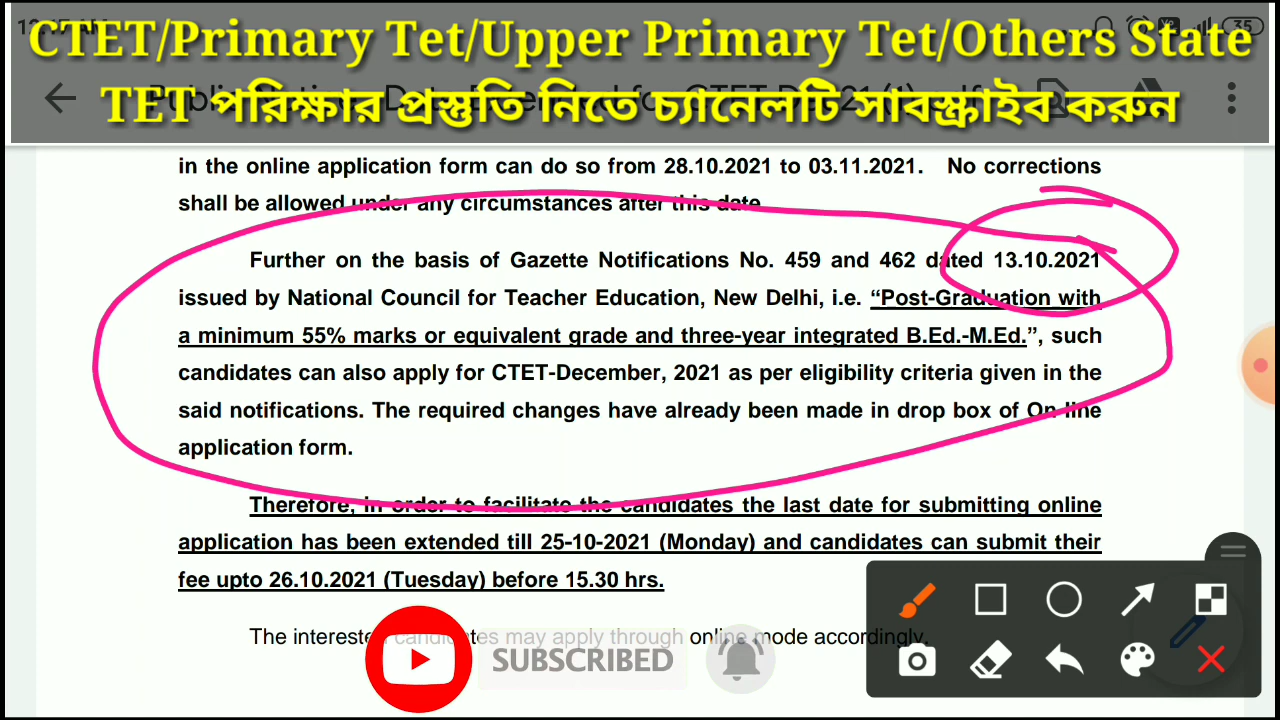 CTET/Primary Tet/Upper Primary Tet/Others State
TET পরিক্ষার প্রস্তুতি নিতে চ্যানেলটি সাবস্ক্রাইব করুন
35
in the online application form can do so from 28.10.2021 to 03.11.2021. No corrections
shall be allowed under any circumstances after this date
Further on the basis of Gazette Notifications No. 459 and 462 dated 13.10.2021
issued by National Council for Teacher Education, New Delhi, i.e. “Post-Graduation with
a minimum 55% marks or equivalent grade and three-year integrated B.Ed.-M.Ed.”, such
candidates can also apply for CTET-December, 2021 as per eligibility criteria given in the
said notifications. The required changes have already been made in drop box of On-line
application form.
Therefore, in order to facilitate the candidates the last date for submitting online
application has been extended till 25-10-2021 (Monday) and candidates can submit their
fee upto 26.10.2021 (Tuesday) before 15.30 hrs.
The interested candidates may apply through online mode accordingly.
SUBSCRIBED